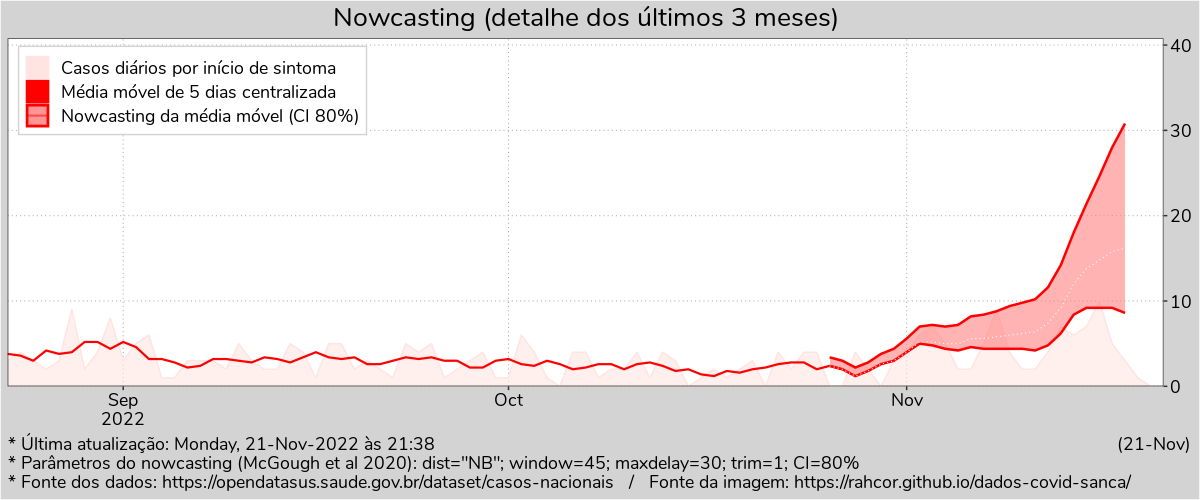 Nowcasting (detalhe dos últimos 3 meses)
Casos diários por início de sintoma
Média móvel de 5 dias centralizada
Nowcasting da média móvel (CI 80%)
40
30
20
10
0
Sep
2022
Oct
Nov
* Última atualização: Monday, 21-Nov-2022 às 21:38
(21-Nov)
* Parâmetros do nowcasting (McGough et al 2020): dist="NB"; window=45; maxdelay=30; trim=1; CI=80%
* Fonte dos dados: https://opendatasus.saude.gov.br/dataset/casos-nacionais / Fonte da imagem: https://rahcor.github.io/dados-covid-sanca/